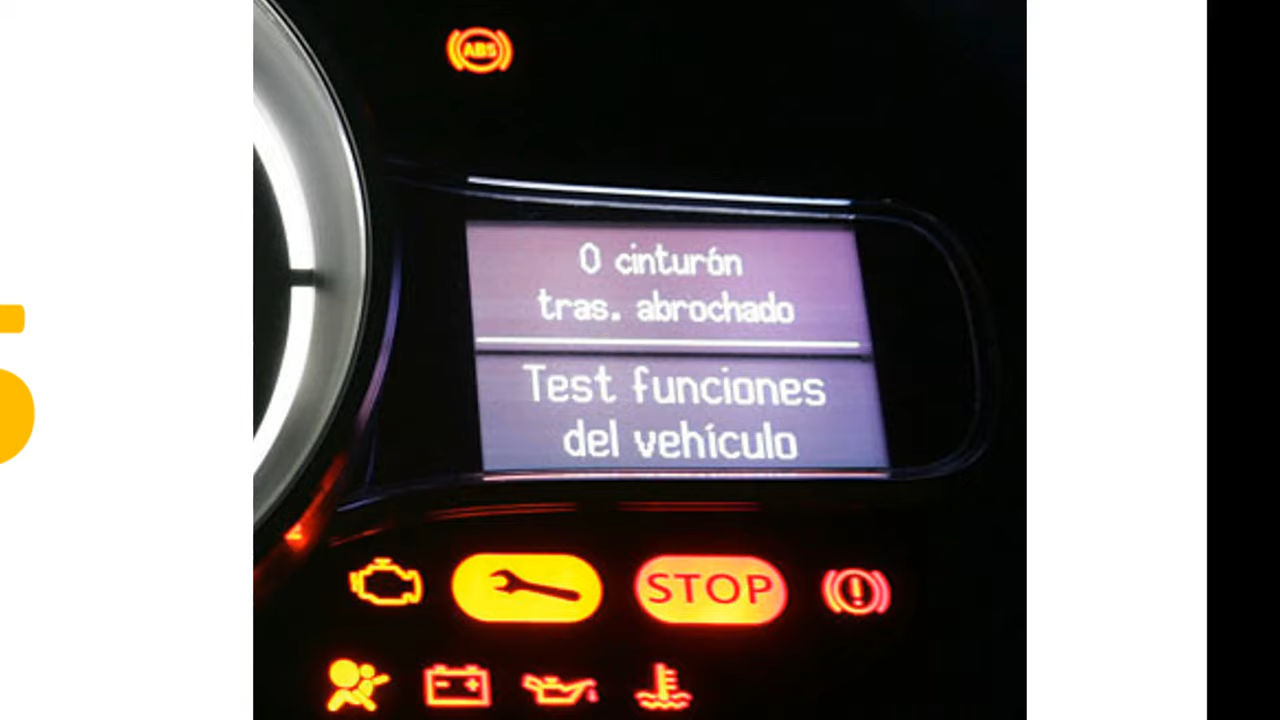 ABS
0 cinturón
tras. abrochado
Test funciones
del vehículo
STOP